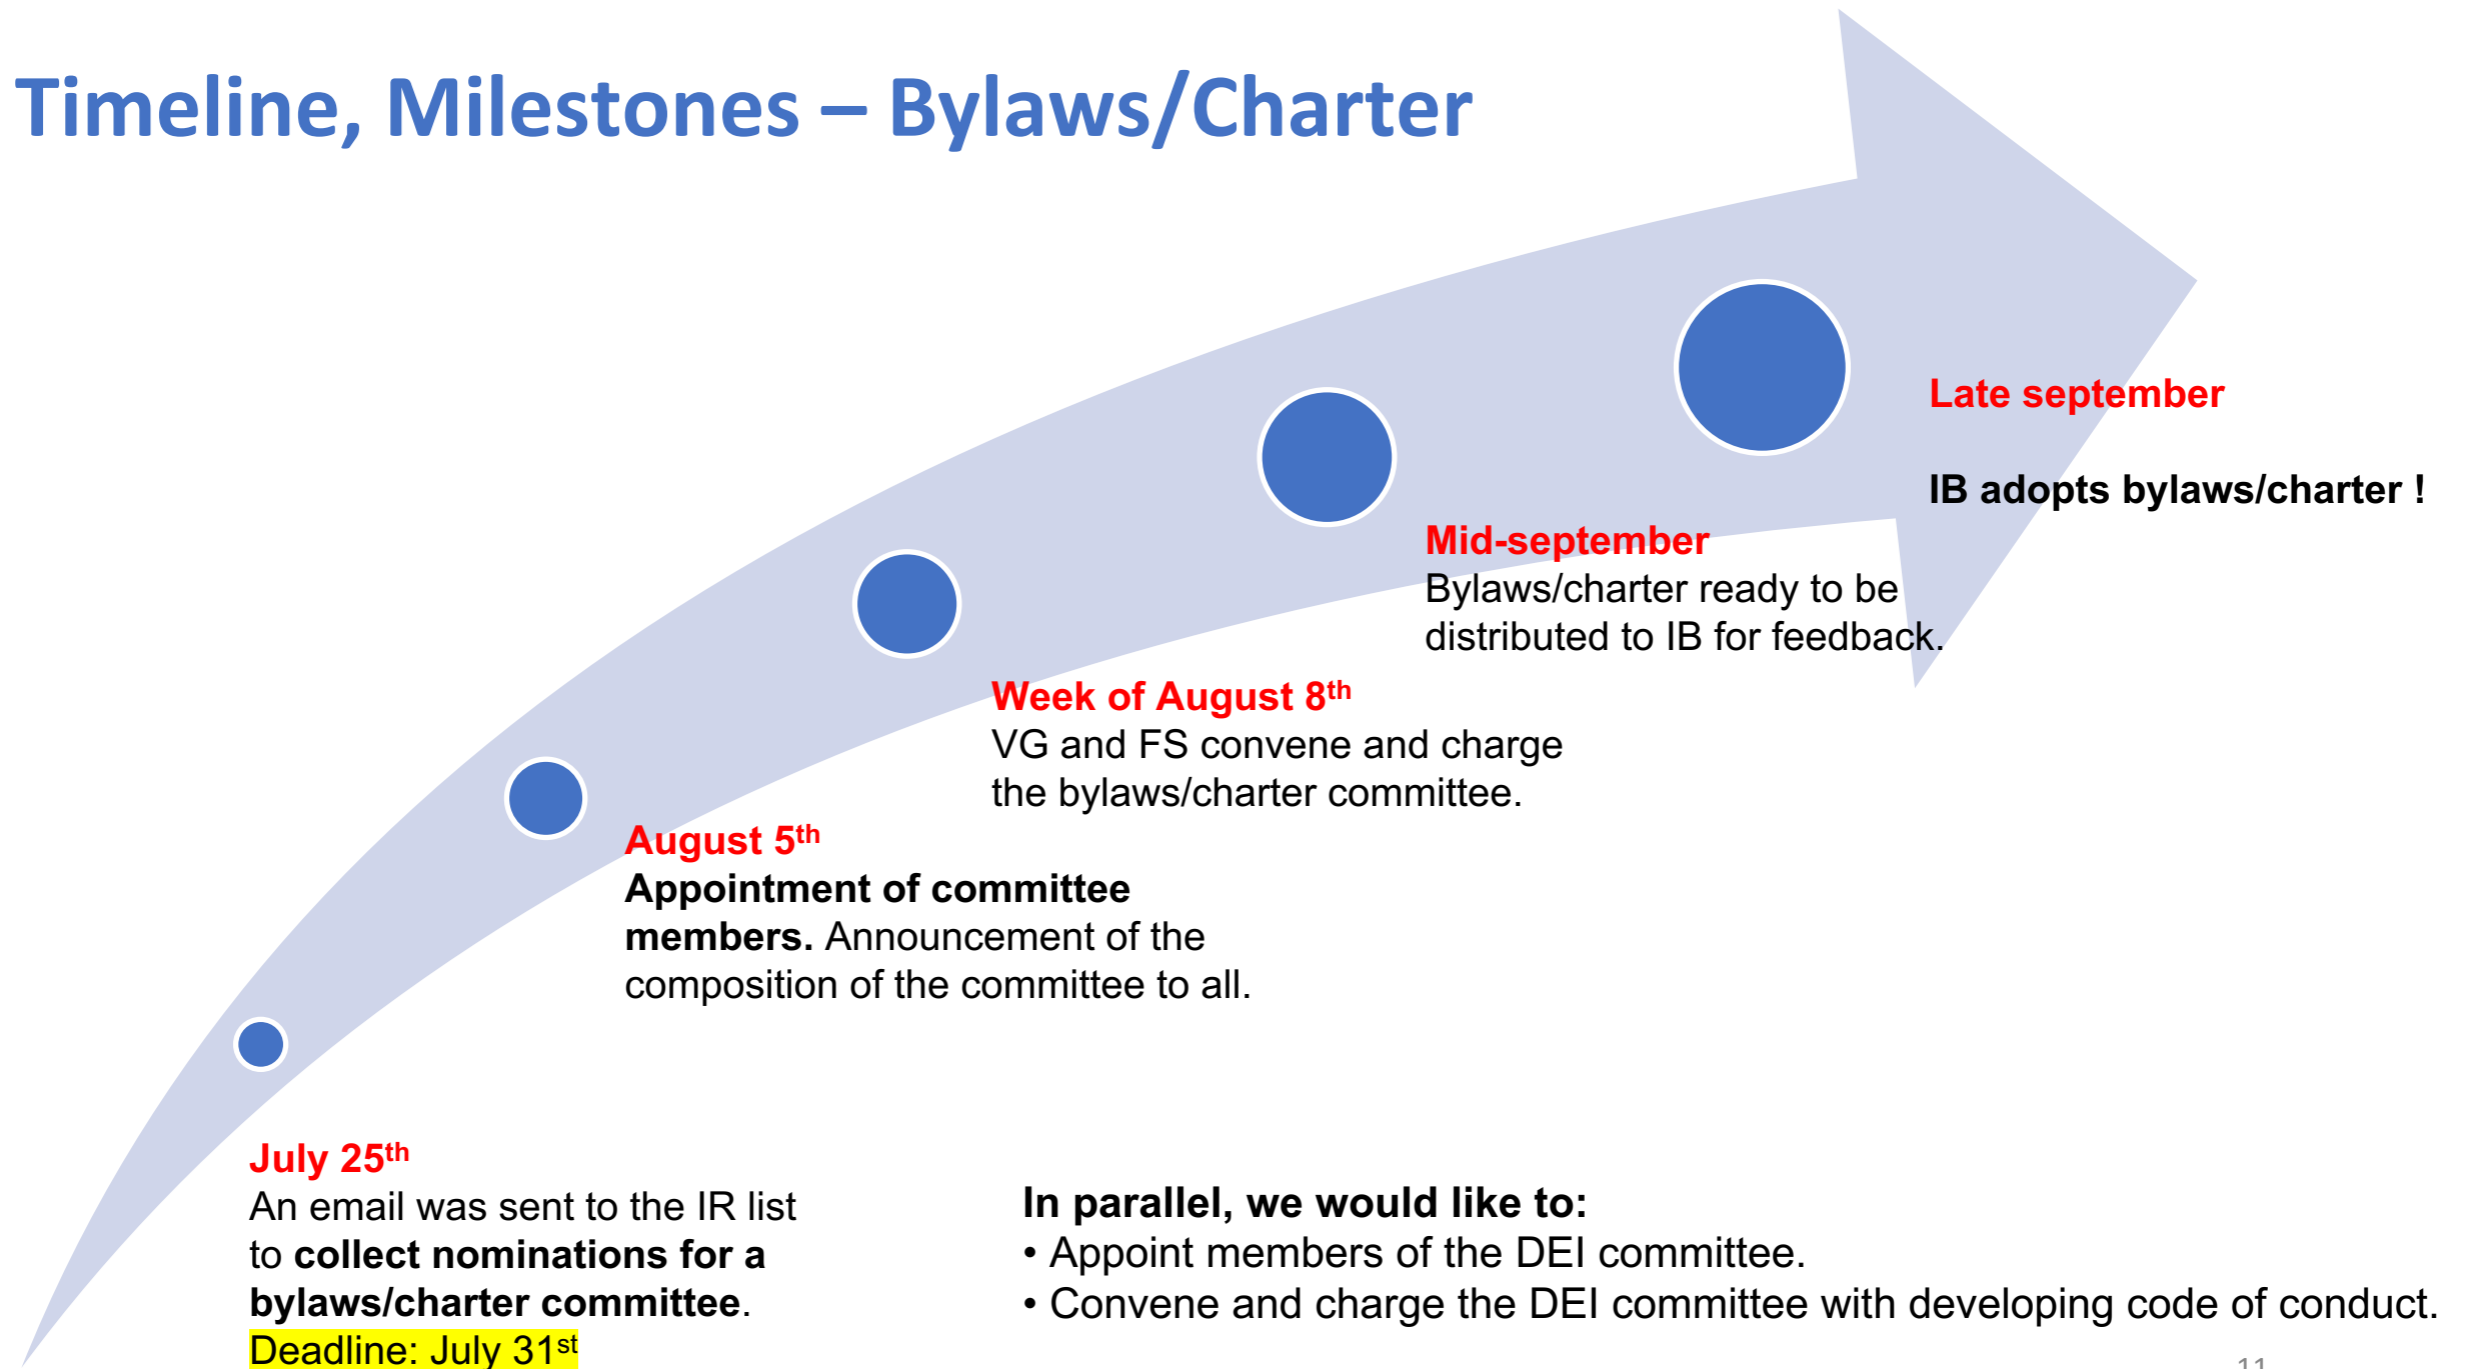 Timeline, Milestones – Bylaws/Charter
Late september
IB adopts bylaws/charter !
Mid-september
Bylaws/charter ready to be
distributed to IB for feedback.
Week of August 8th
VG and FS convene and charge
the bylaws/charter committee.
August 5th
Appointment of committee
members. Announcement of the
composition of the committee to all.
July 25th
An email was sent to the IR list
to collect nominations for a
bylaws/charter committee.
Deadline: July 31st
In parallel, we would like to:
• Appoint members of the DEI committee.
• Convene and charge the DEI committee with developing code of conduct.
11